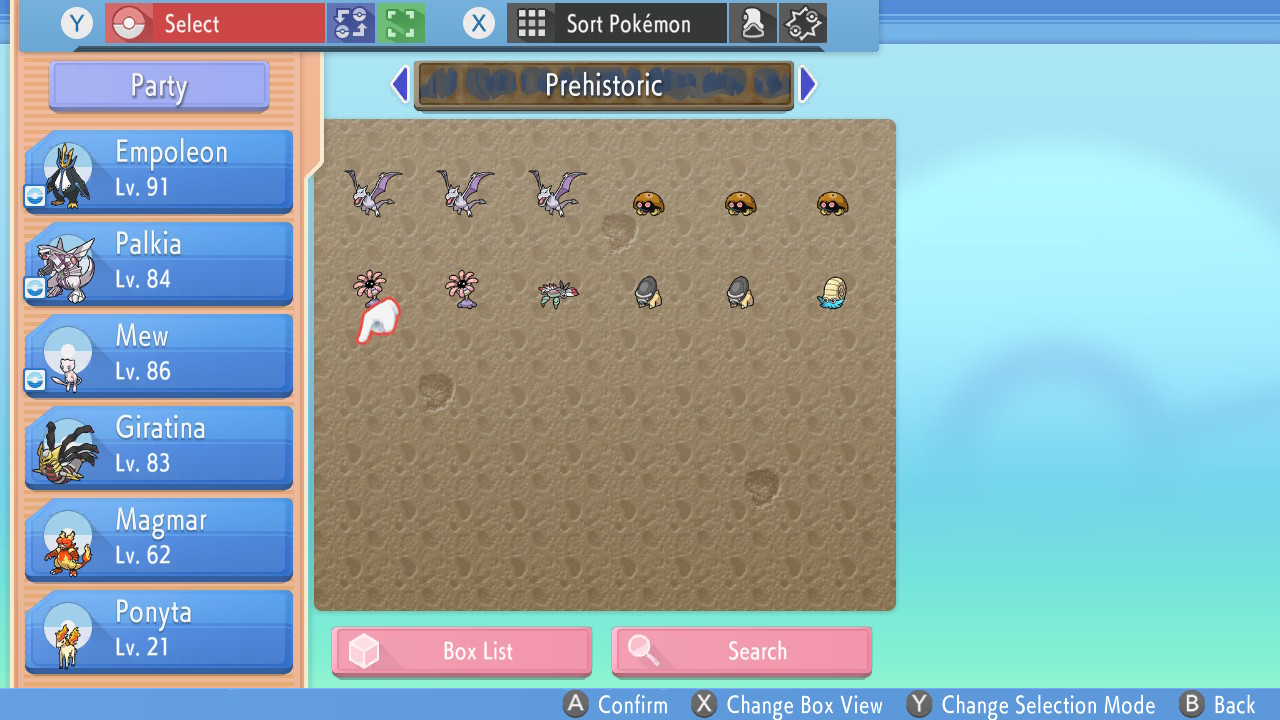 Y Select X Sort Pokémon
Party
Prehistoric
Empoleon
Lv. 91
Palkia
Lv. 84
Mew
Lv. 86
Giratina
Lv. 83
Magmar
Lv. 62
Ponyta
Lv. 21
Box List
Search
A Confirm X Change Box View Y Change Selection Mode B Back